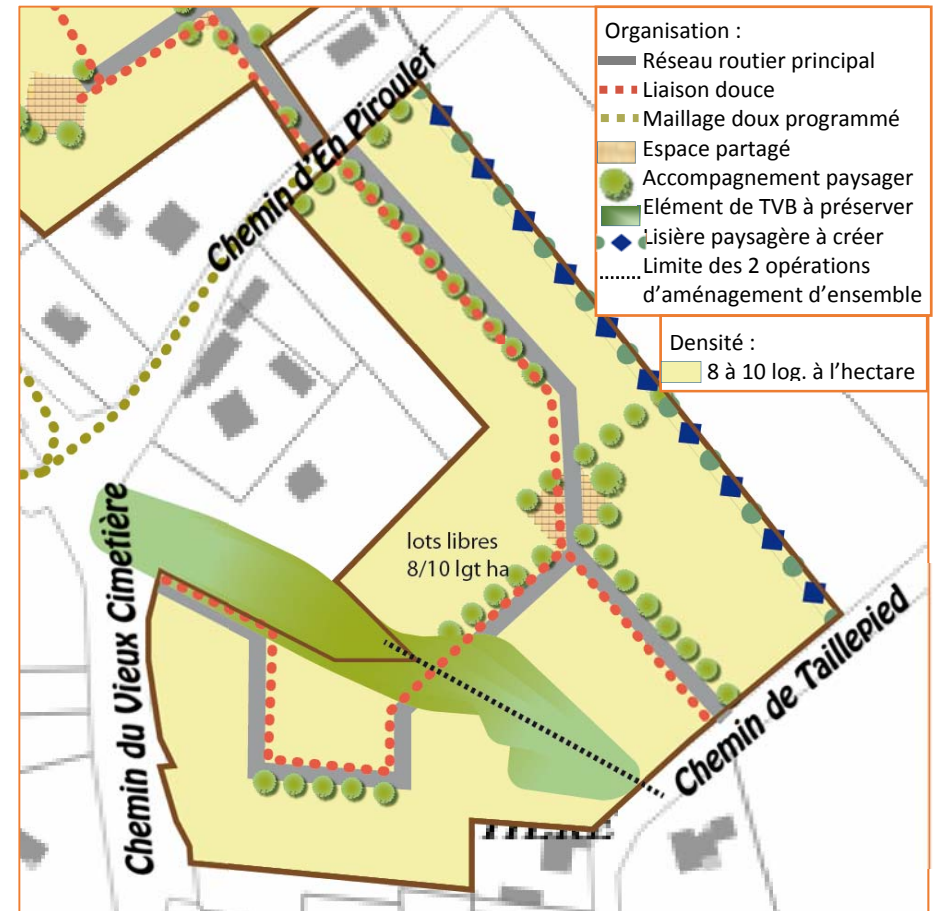 Organisation :
Réseau routier principal
Liaison douce
Maillage doux programmé
Espace partagé
Accompagnement paysager
Elément de TVB à préserver
Lisière paysagère à créer
Limite des 2 opérations
d'aménagement d'ensemble
Densité :
8 à 10 log. à l'hectare
Chemin d'En Piroulet
lots libres
8/10 lgt ha
Chemin du Vieux Cimetière
Chemin de Taillepied